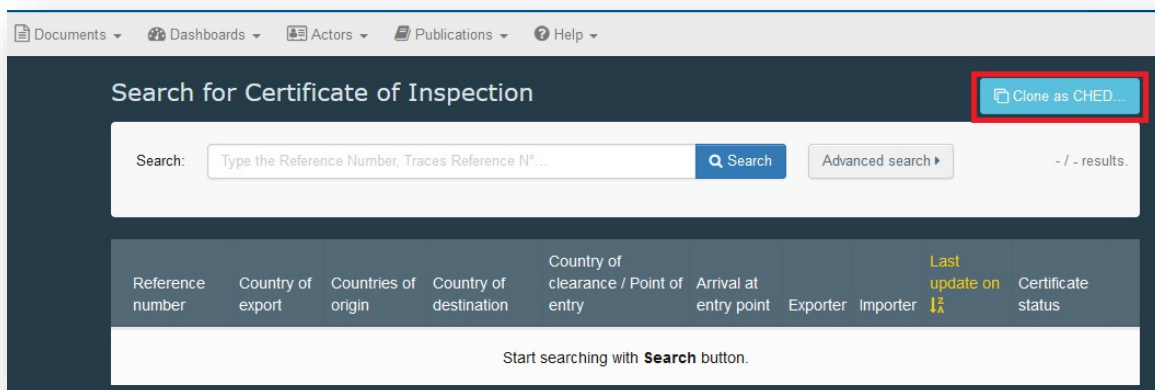 Documents Dashboards Actors Publications Help
Search for Certificate of Inspection
Clone as CHED...
Search: Type the Reference Number, Traces Reference N°... Search Advanced search - / - results.
Reference number
Country of export
Countries of origin
Country of destination
Country of clearance / Point of entry
Arrival at entry point
Exporter
Importer
Last update on
Certificate status
Start searching with Search button.